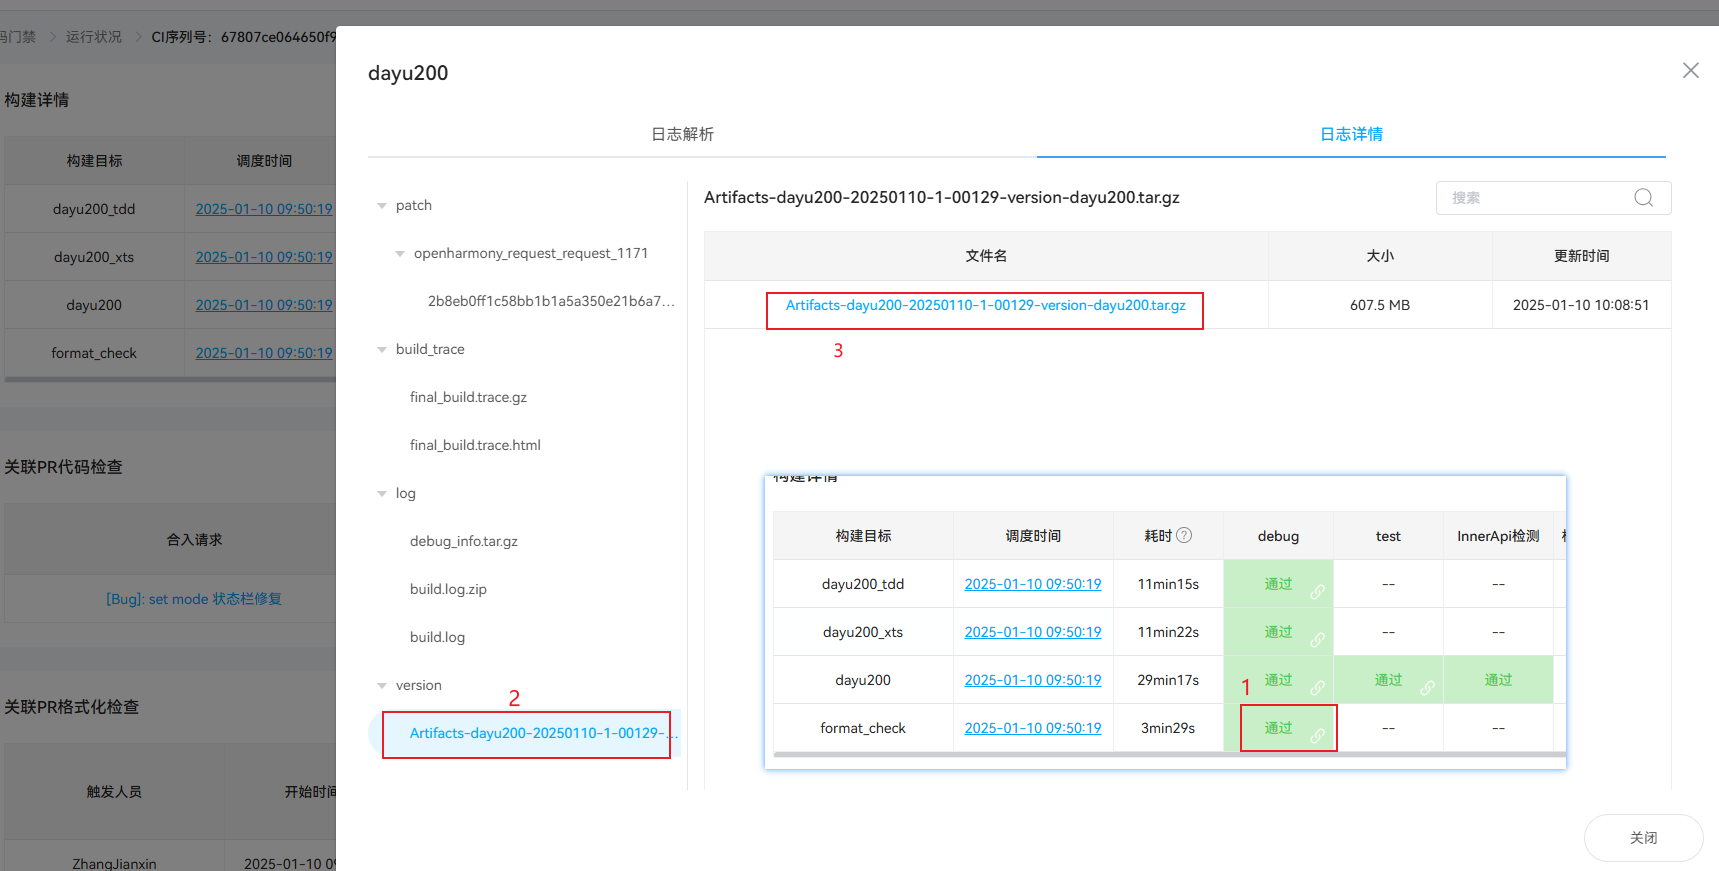 码门禁 > 运行状况 > CI序列号：67807ce064650f9
构建详情
构建目标 调度时间
dayu200_tdd 2025-01-10 09:50:19
dayu200_xts 2025-01-10 09:50:19
dayu200 2025-01-10 09:50:19
format_check 2025-01-10 09:50:19
关联PR代码检查
合入请求
[Bug]: set mode 状态栏修复
关联PR格式化检查
触发人员 开始时间
ZhangJianxin 2025-01-10 09
dayu200
日志解析 日志详情
patch
openharmony_request_request_1171
2b8eb0ff1c58bb1b1a5a350e21b6a7...
build_trace
final_build.trace.gz
final_build.trace.html
log
debug_info.tar.gz
build.log.zip
build.log
version
2
Artifacts-dayu200-20250110-1-00129-...
Artifacts-dayu200-20250110-1-00129-version-dayu200.tar.gz
搜索
文件名 大小 更新时间
Artifacts-dayu200-20250110-1-00129-version-dayu200.tar.gz 607.5 MB 2025-01-10 10:08:51
3
构建详情
构建目标 调度时间 耗时 ? debug test InnerApi检测
dayu200_tdd 2025-01-10 09:50:19 11min15s 通过 -- --
dayu200_xts 2025-01-10 09:50:19 11min22s 通过 -- --
dayu200 2025-01-10 09:50:19 29min17s 通过 通过 通过
1
format_check 2025-01-10 09:50:19 3min29s 通过 -- --
关闭